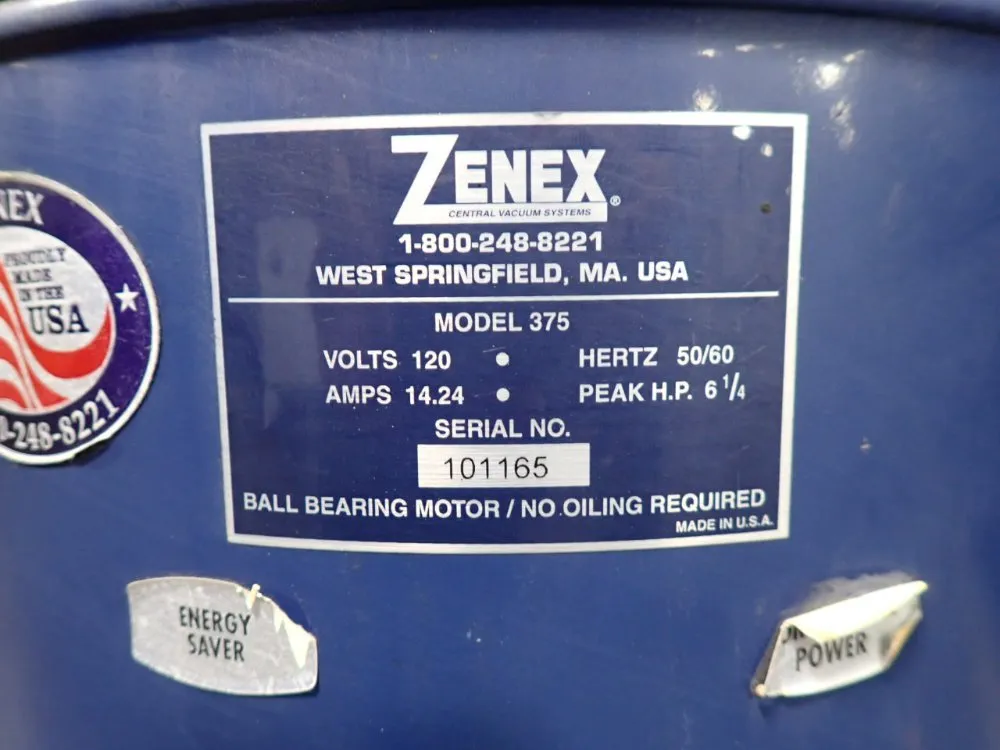 ZENEX®
CENTRAL VACUUM SYSTEMS
1-800-248-8221
WEST SPRINGFIELD, MA. USA
MODEL 375
VOLTS 120 • HERTZ 50/60
AMPS 14.24 • PEAK H.P. 6 1/4
SERIAL NO.
101165
BALL BEARING MOTOR / NO OILING REQUIRED
MADE IN U.S.A.
NEX
PROUDLY
MADE
IN THE
USA
-248-8221
ENERGY
SAVER
POWER